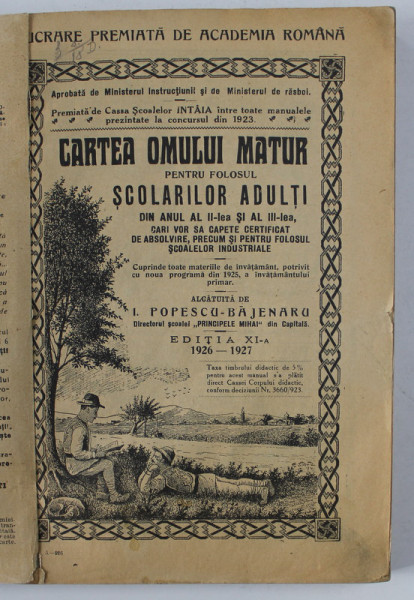 UCRARE PREMIATĂ DE ACADEMIA ROMÂNĂ
Aprobată de Ministerul Instrucțiunii și de Ministerul de răsboi.
Premiată de Cassa Școalelor INTÂIA între toate manualele
prezintate la concursul din 1923.
CARTEA OMULUI MATUR
PENTRU FOLOSUL
ȘCOLARILOR ADULȚI
DIN ANUL AL II-lea ȘI AL III-lea,
CARI VOR SA CAPETE CERTIFICAT
DE ABSOLVIRE, PRECUM ȘI PENTRU FOLOSUL
ȘCOALELOR INDUSTRIALE
Cuprinde toate materiile de învățământ, potrivit
cu noua programă din 1925, a învățământului
primar.
ALCĂTUITĂ DE
I. POPESCU-BĂJENARU
Directorul școalei „PRINCIPELE MIHAI" din Capitală.
EDIȚIA XI-A
1926 — 1927
Taxa timbrului didactic de 5%
pentru acest manual s'a plătit
direct Cassei Corpului didactic,
conform deciziunii Nr. 3660/923.